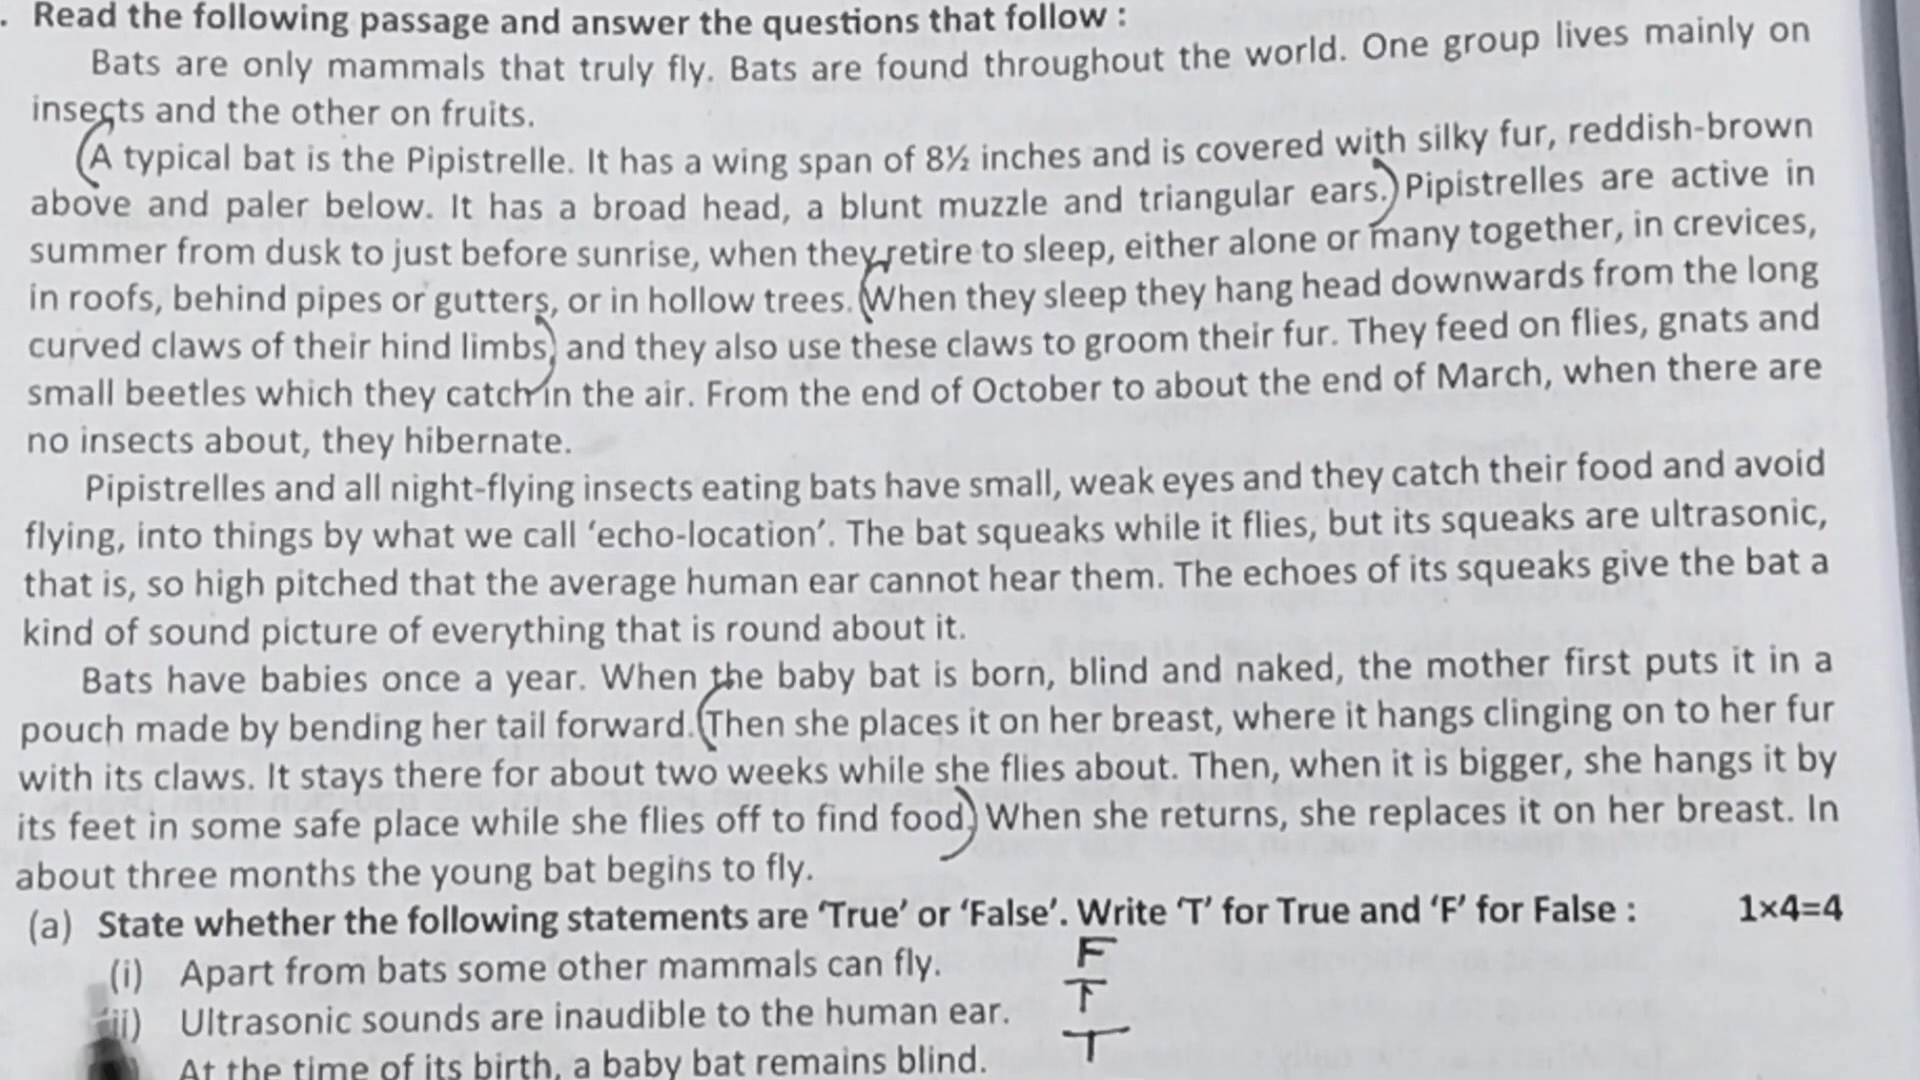 . Read the following passage and answer the questions that follow :
Bats are only mammals that truly fly. Bats are found throughout the world. One group lives mainly on
insects and the other on fruits.
(A typical bat is the Pipistrelle. It has a wing span of 8½ inches and is covered with silky fur, reddish-brown
above and paler below. It has a broad head, a blunt muzzle and triangular ears.) Pipistrelles are active in
summer from dusk to just before sunrise, when they retire to sleep, either alone or many together, in crevices,
in roofs, behind pipes or gutters, or in hollow trees. (When they sleep they hang head downwards from the long
curved claws of their hind limbs) and they also use these claws to groom their fur. They feed on flies, gnats and
small beetles which they catch in the air. From the end of October to about the end of March, when there are
no insects about, they hibernate.
Pipistrelles and all night-flying insects eating bats have small, weak eyes and they catch their food and avoid
flying, into things by what we call ‘echo-location’. The bat squeaks while it flies, but its squeaks are ultrasonic,
that is, so high pitched that the average human ear cannot hear them. The echoes of its squeaks give the bat a
kind of sound picture of everything that is round about it.
Bats have babies once a year. When the baby bat is born, blind and naked, the mother first puts it in a
pouch made by bending her tail forward. (Then she places it on her breast, where it hangs clinging on to her fur
with its claws. It stays there for about two weeks while she flies about. Then, when it is bigger, she hangs it by
its feet in some safe place while she flies off to find food.) When she returns, she replaces it on her breast. In
about three months the young bat begins to fly.
(a) State whether the following statements are ‘True’ or ‘False’. Write ‘T’ for True and ‘F’ for False : 1×4=4
(i) Apart from bats some other mammals can fly. F
ii) Ultrasonic sounds are inaudible to the human ear. T
At the time of its birth, a baby bat remains blind. T